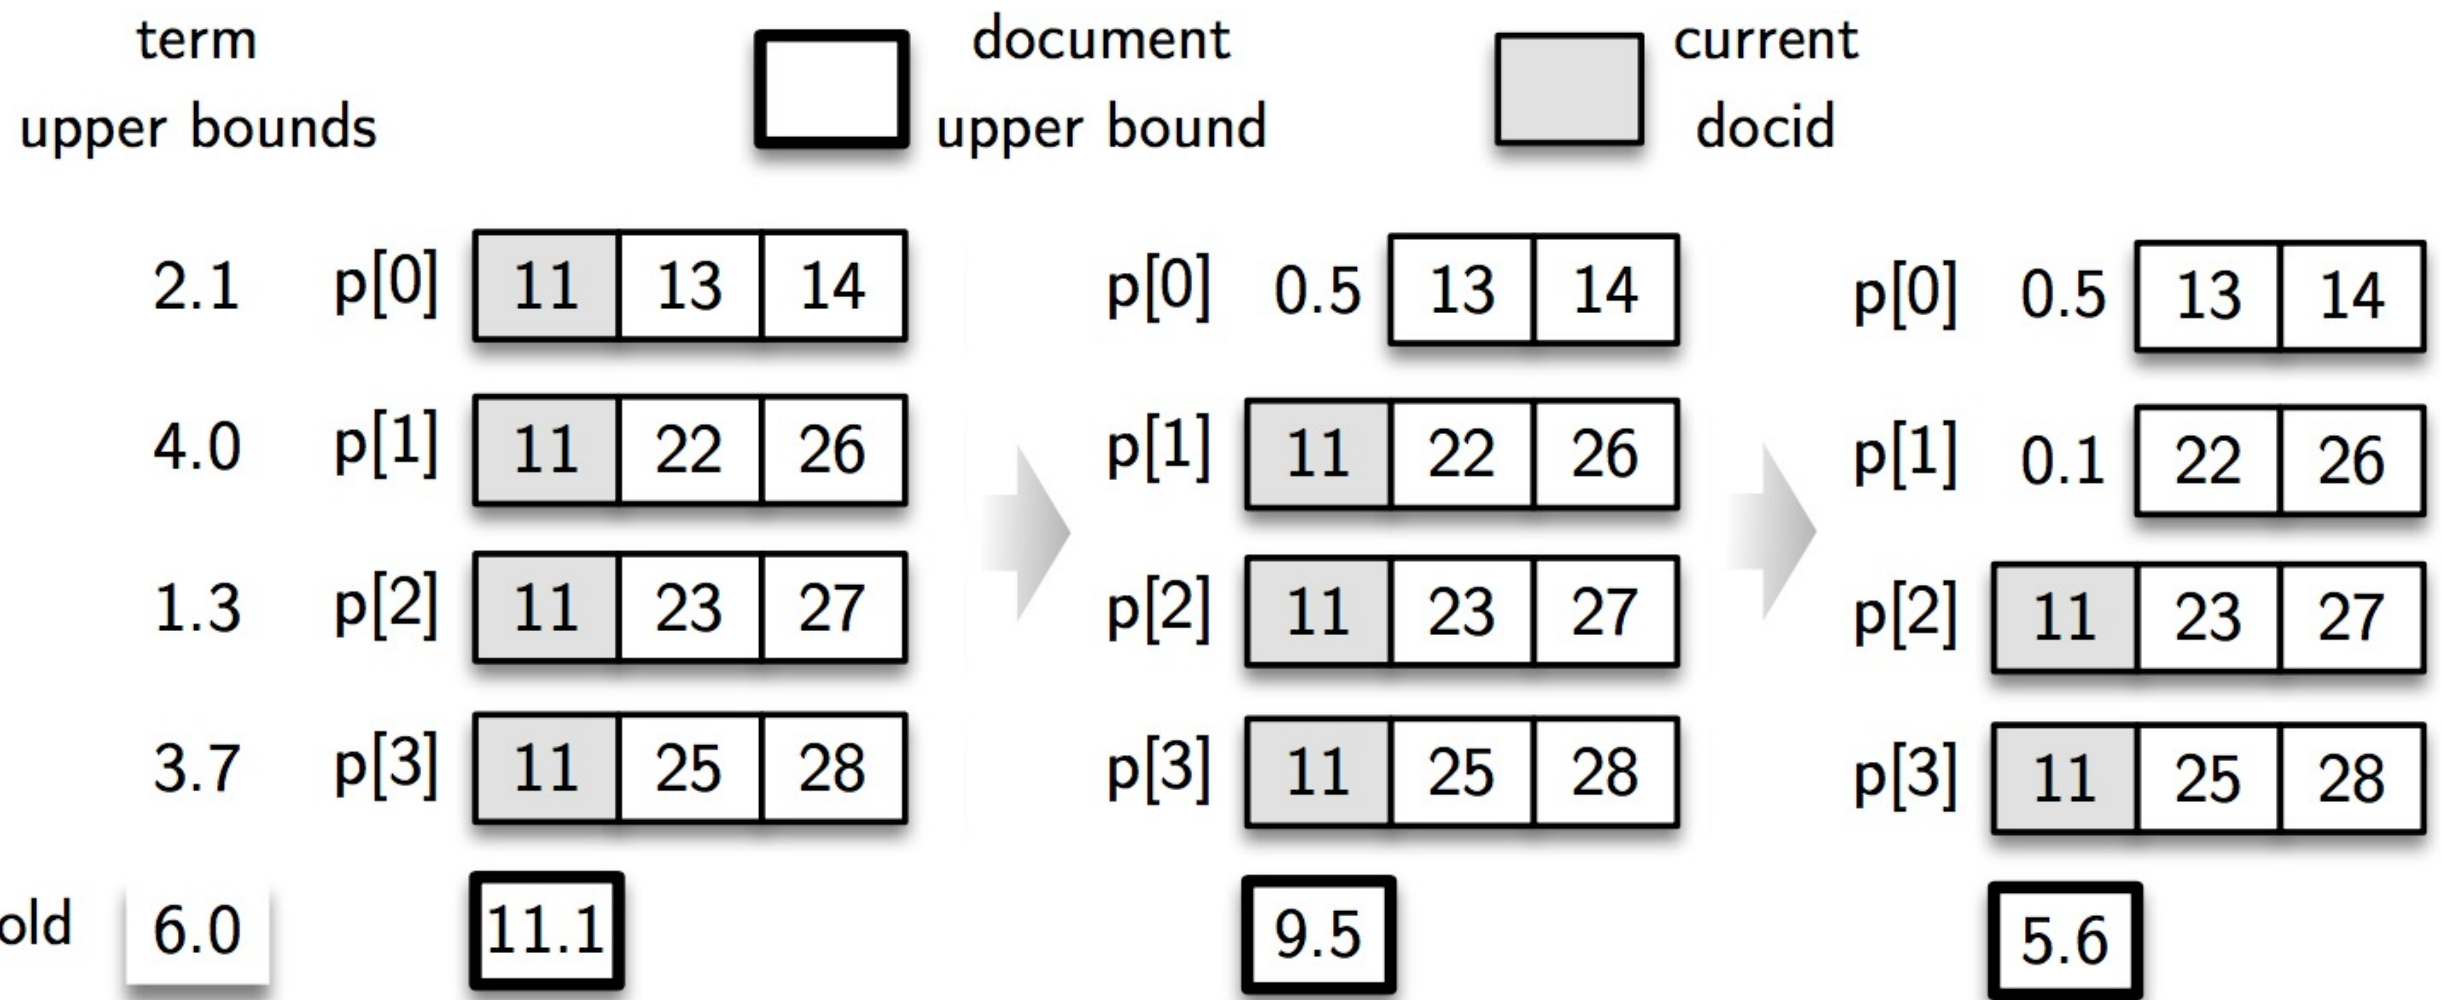 term
upper bounds
document
upper bound
current
docid
2.1 p[0] 11 13 14 p[0] 0.5 13 14 p[0] 0.5 13 14
4.0 p[1] 11 22 26 p[1] 11 22 26 p[1] 0.1 22 26
1.3 p[2] 11 23 27 p[2] 11 23 27 p[2] 11 23 27
3.7 p[3] 11 25 28 p[3] 11 25 28 p[3] 11 25 28
old 6.0 11.1 9.5 5.6